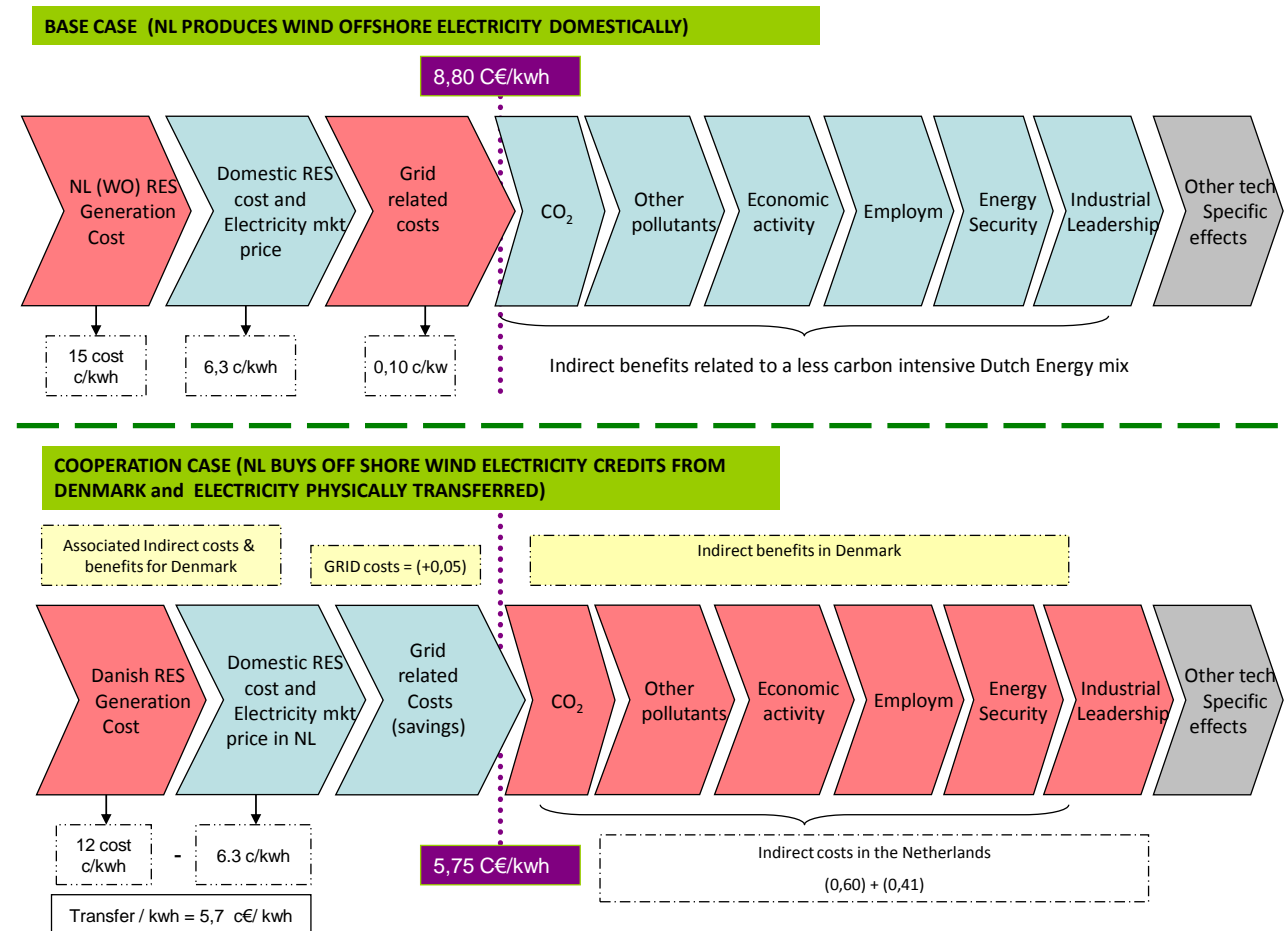 BASE CASE (NL PRODUCES WIND OFFSHORE ELECTRICITY DOMESTICALLY)
8,80 C€/kwh
NL (WO) RES
Generation
Cost
Domestic RES
cost and
Electricity mkt
price
Grid
related
costs
CO₂
Other
pollutants
Economic
activity
Employm
Energy
Security
Industrial
Leadership
Other tech
Specific
effects
15 cost
c/kwh
6,3 c/kwh
0,10 c/kw
Indirect benefits related to a less carbon intensive Dutch Energy mix
COOPERATION CASE (NL BUYS OFF SHORE WIND ELECTRICITY CREDITS FROM
DENMARK and ELECTRICITY PHYSICALLY TRANSFERRED)
Associated Indirect costs &
benefits for Denmark
GRID costs = (+0,05)
Indirect benefits in Denmark
Danish RES
Generation
Cost
Domestic RES
cost and
Electricity mkt
price in NL
Grid
related
Costs
(savings)
CO₂
Other
pollutants
Economic
activity
Employm
Energy
Security
Industrial
Leadership
Other tech
Specific
effects
12 cost
c/kwh
-
6.3 c/kwh
5,75 C€/kwh
Indirect costs in the Netherlands
(0,60) + (0,41)
Transfer / kwh = 5,7 c€/ kwh